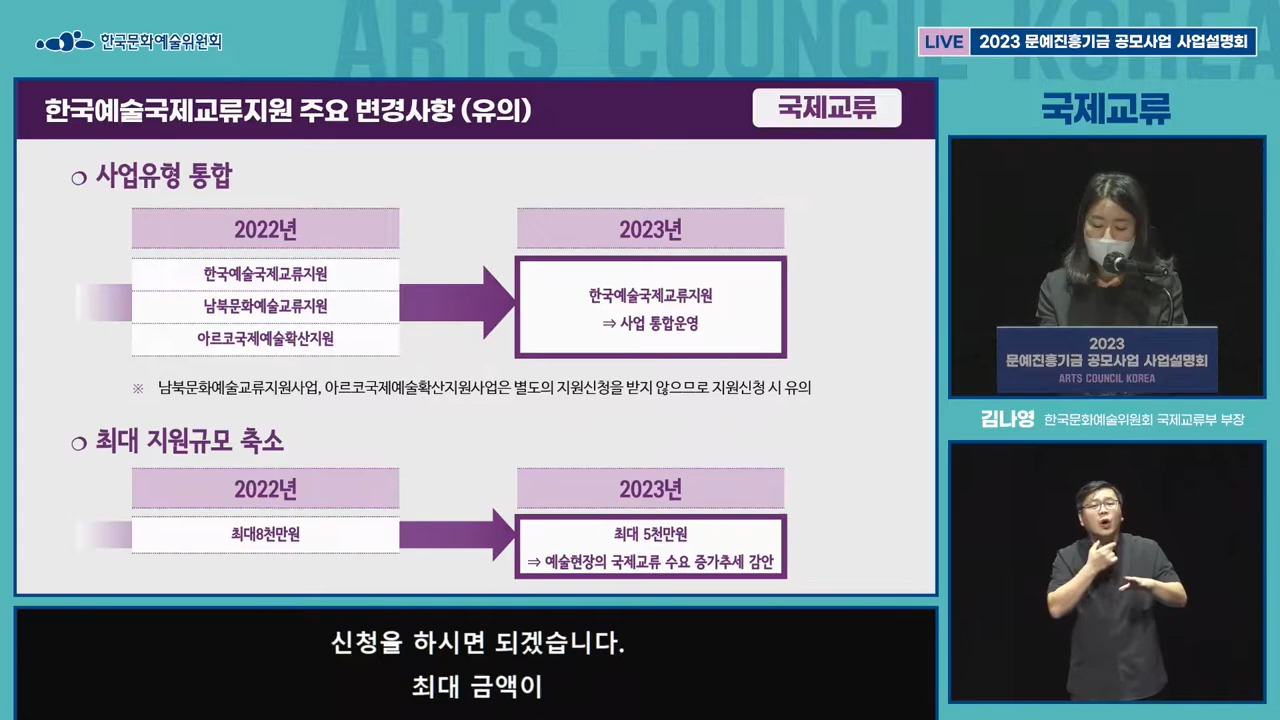 ARTS COUNCIL KOREA
한국문화예술위원회
LIVE 2023 문예진흥기금 공모사업 사업설명회
한국예술국제교류지원 주요 변경사항 (유의)
국제교류
❍ 사업유형 통합
2022년
한국예술국제교류지원
남북문화예술교류지원
아르코국제예술확산지원
2023년
한국예술국제교류지원
⇒ 사업 통합운영
※ 남북문화예술교류지원사업, 아르코국제예술확산지원사업은 별도의 지원신청을 받지 않으므로 지원신청 시 유의
❍ 최대 지원규모 축소
2022년
최대8천만원
2023년
최대 5천만원
⇒ 예술현장의 국제교류 수요 증가추세 감안
국제교류
2023
문예진흥기금 공모사업 사업설명회
ARTS COUNCIL KOREA
김나영 한국문화예술위원회 국제교류부 부장
신청을 하시면 되겠습니다.
최대 금액이